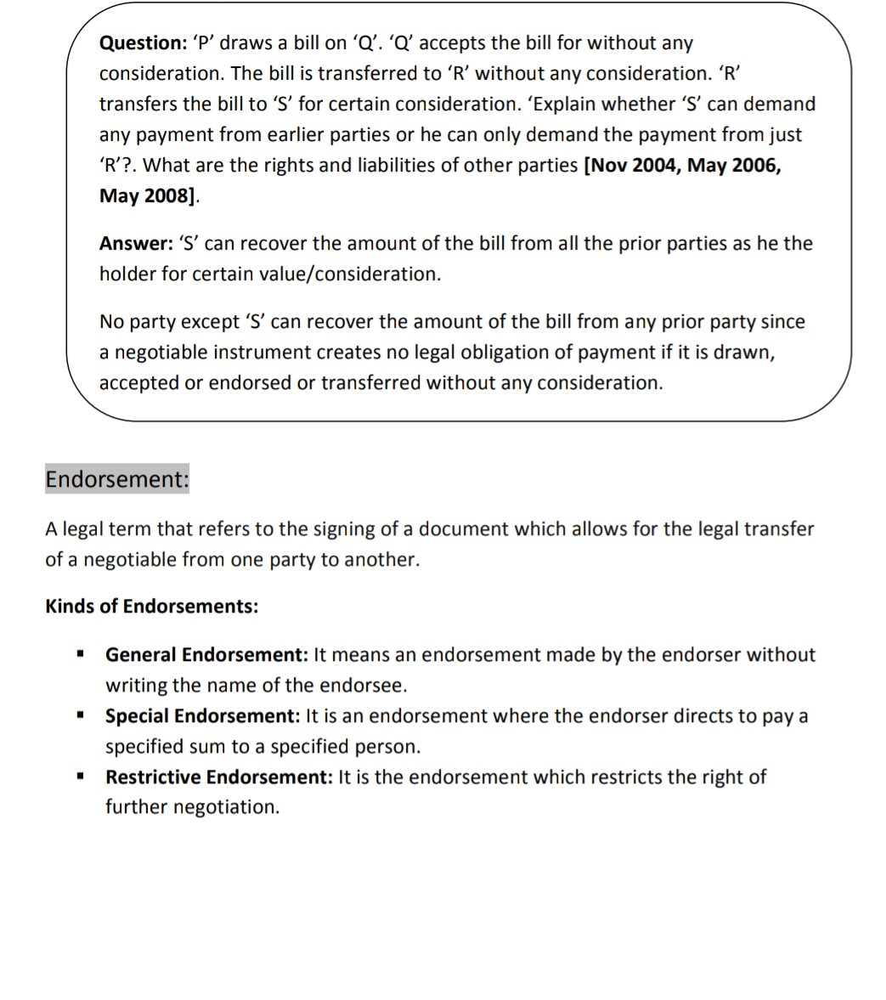 Question: ‘P’ draws a bill on ‘Q’. ‘Q’ accepts the bill for without any
consideration. The bill is transferred to ‘R’ without any consideration. ‘R’
transfers the bill to ‘S’ for certain consideration. ‘Explain whether ‘S’ can demand
any payment from earlier parties or he can only demand the payment from just
‘R’?. What are the rights and liabilities of other parties [Nov 2004, May 2006,
May 2008].
Answer: ‘S’ can recover the amount of the bill from all the prior parties as he the
holder for certain value/consideration.
No party except ‘S’ can recover the amount of the bill from any prior party since
a negotiable instrument creates no legal obligation of payment if it is drawn,
accepted or endorsed or transferred without any consideration.
Endorsement:
A legal term that refers to the signing of a document which allows for the legal transfer
of a negotiable from one party to another.
Kinds of Endorsements:
▪ General Endorsement: It means an endorsement made by the endorser without
writing the name of the endorsee.
▪ Special Endorsement: It is an endorsement where the endorser directs to pay a
specified sum to a specified person.
▪ Restrictive Endorsement: It is the endorsement which restricts the right of
further negotiation.